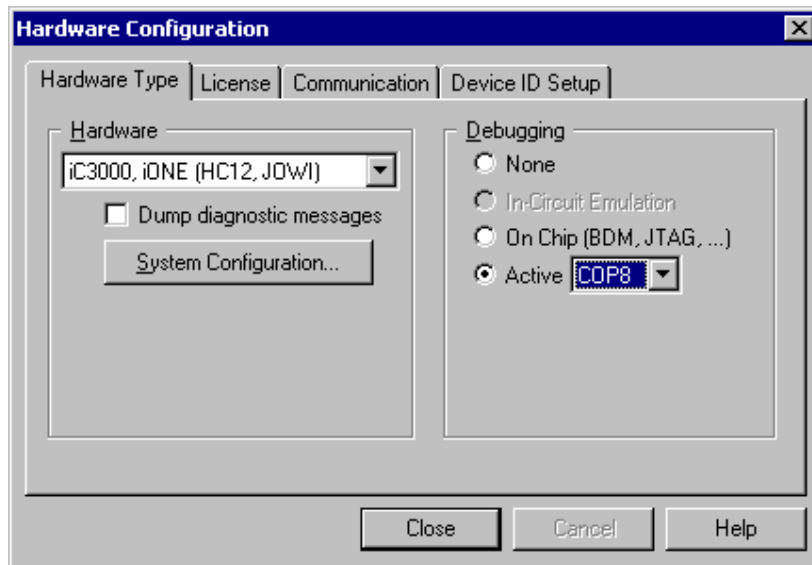 Hardware Configuration
Hardware Type License Communication Device ID Setup
Hardware
iC3000, iONE (HC12, JOWI)
Dump diagnostic messages
System Configuration...
Debugging
None
In-Circuit Emulation
On Chip (BDM, JTAG, ...)
Active COP8
Close Cancel Help